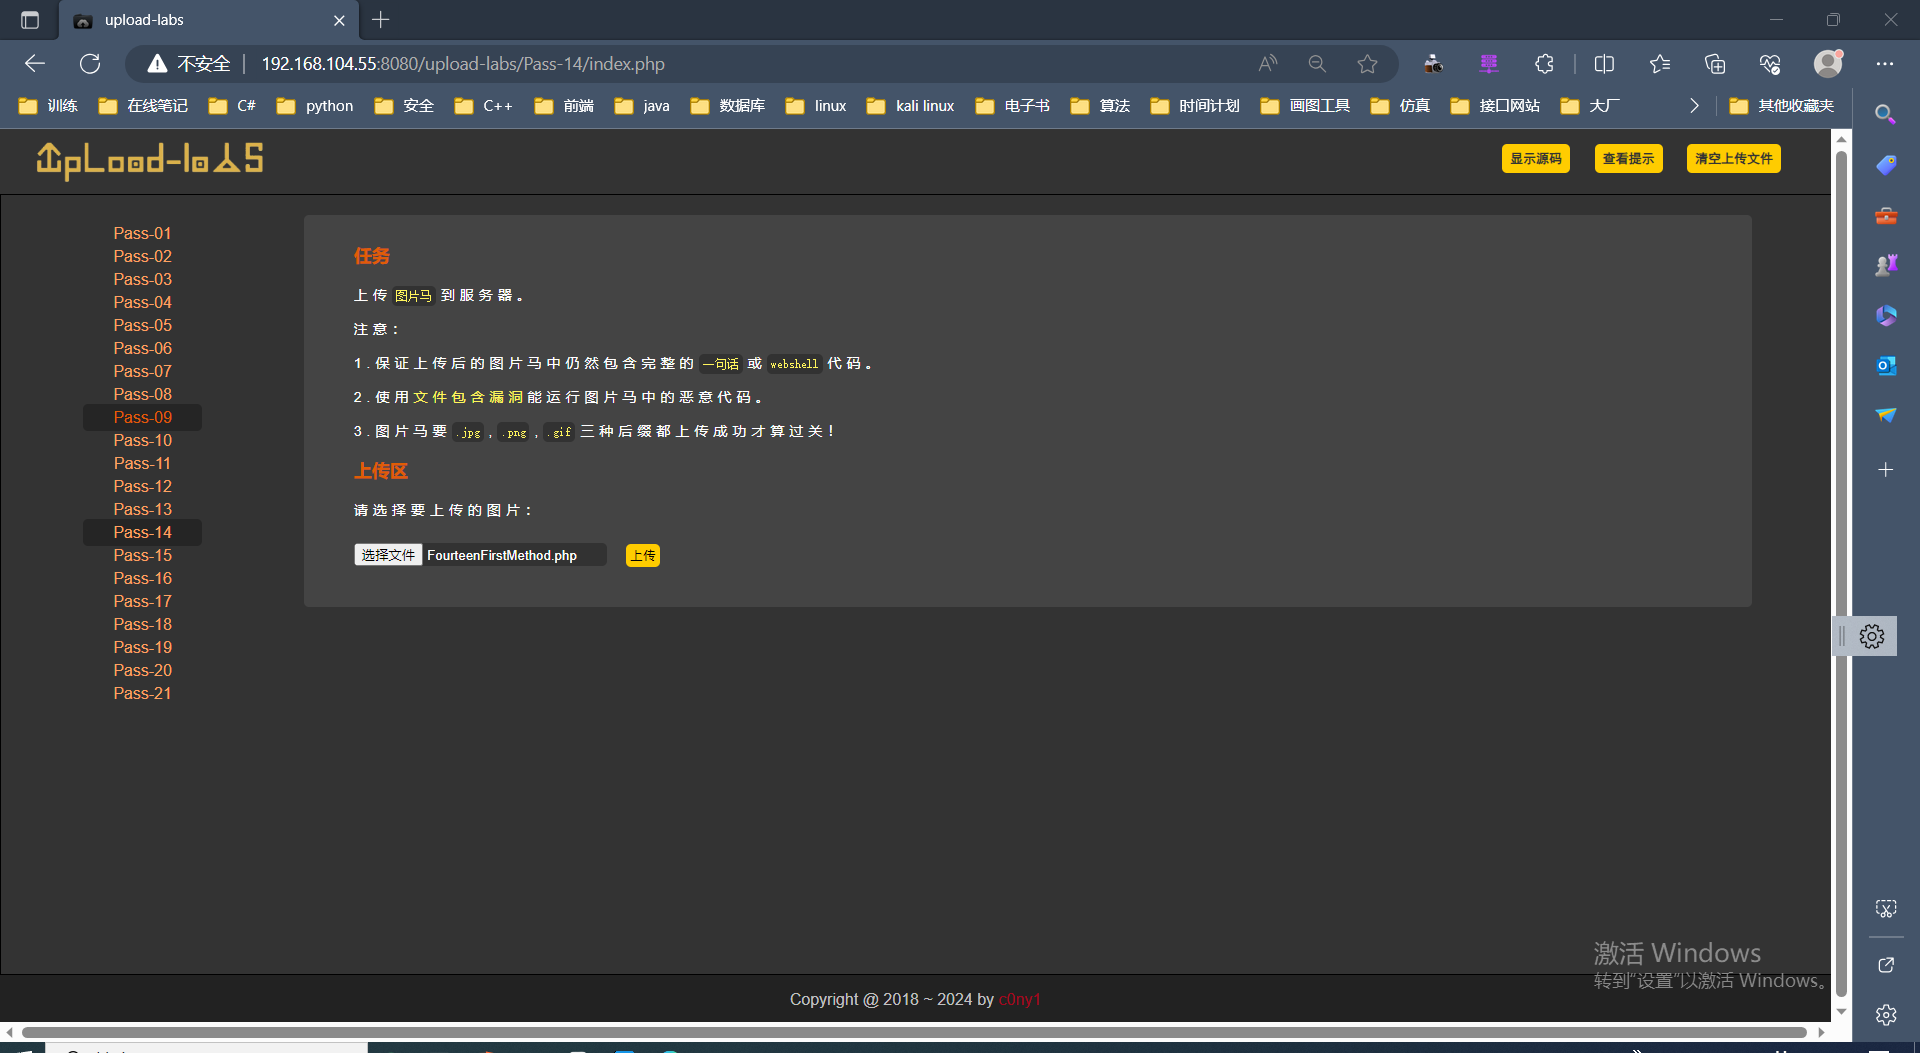 upload-labs
不安全 192.168.104.55:8080/upload-labs/Pass-14/index.php
训练 在线笔记 C# python 安全 C++ 前端 java 数据库 linux kali linux 电子书 算法 时间计划 画图工具 仿真 接口网站 大厂 其他收藏夹
UpLoad-labs
显示源码 查看提示 清空上传文件
Pass-01
Pass-02
Pass-03
Pass-04
Pass-05
Pass-06
Pass-07
Pass-08
Pass-09
Pass-10
Pass-11
Pass-12
Pass-13
Pass-14
Pass-15
Pass-16
Pass-17
Pass-18
Pass-19
Pass-20
Pass-21
任务
上传图片马到服务器。
注意：
1.保证上传后的图片马中仍然包含完整的一句话或webshell代码。
2.使用文件包含漏洞能运行图片马中的恶意代码。
3.图片马要.jpg,.png,.gif三种后缀都上传成功才算过关！
上传区
请选择要上传的图片：
选择文件 FourteenFirstMethod.php 上传
激活 Windows
转到"设置"以激活 Windows。
Copyright @ 2018 ~ 2024 by c0ny1